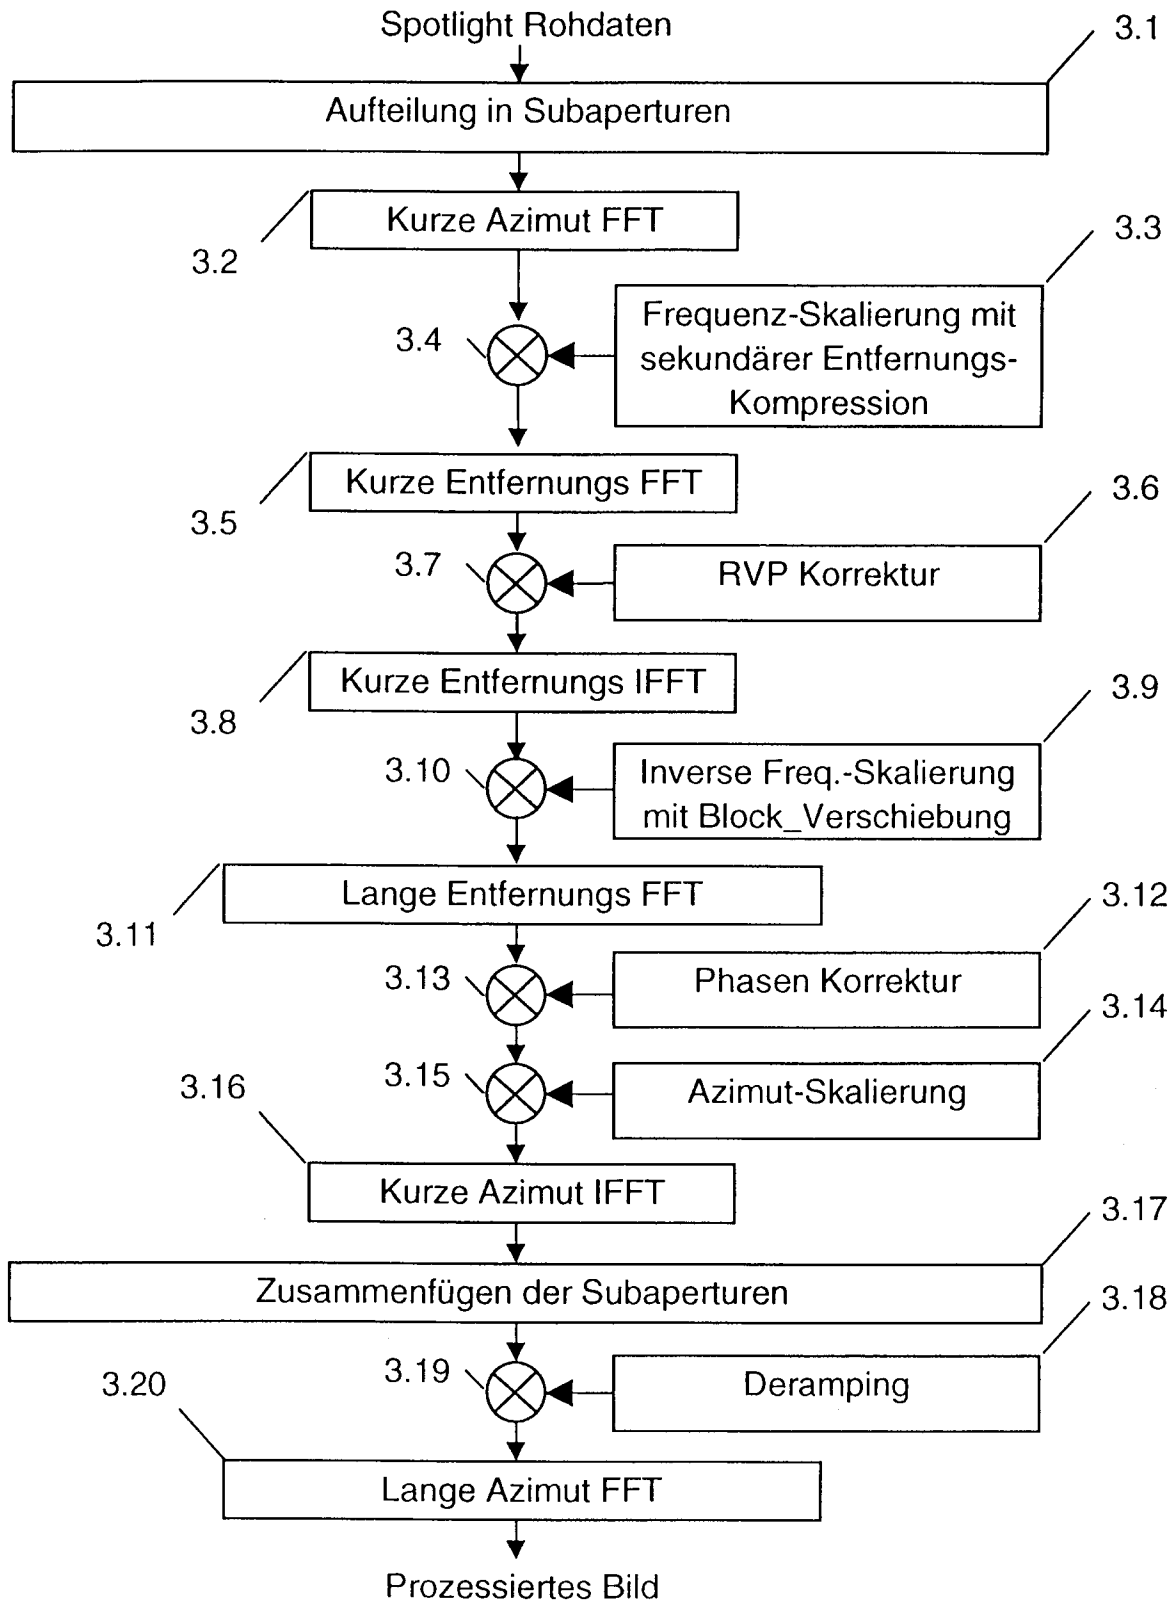 Spotlight Rohdaten
3.1
Aufteilung in Subaperturen
Kurze Azimut FFT
3.2
3.3
Frequenz-Skalierung mit
sekundärer Entfernungs-
Kompression
3.4
Kurze Entfernungs FFT
3.5
3.6
3.7
RVP Korrektur
Kurze Entfernungs IFFT
3.8
3.9
3.10
Inverse Freq.-Skalierung
mit Block_Verschiebung
Lange Entfernungs FFT
3.11
3.12
3.13
Phasen Korrektur
3.14
3.15
Azimut-Skalierung
3.16
Kurze Azimut IFFT
3.17
Zusammenfügen der Subaperturen
3.18
3.19
Deramping
3.20
Lange Azimut FFT
Prozessiertes Bild